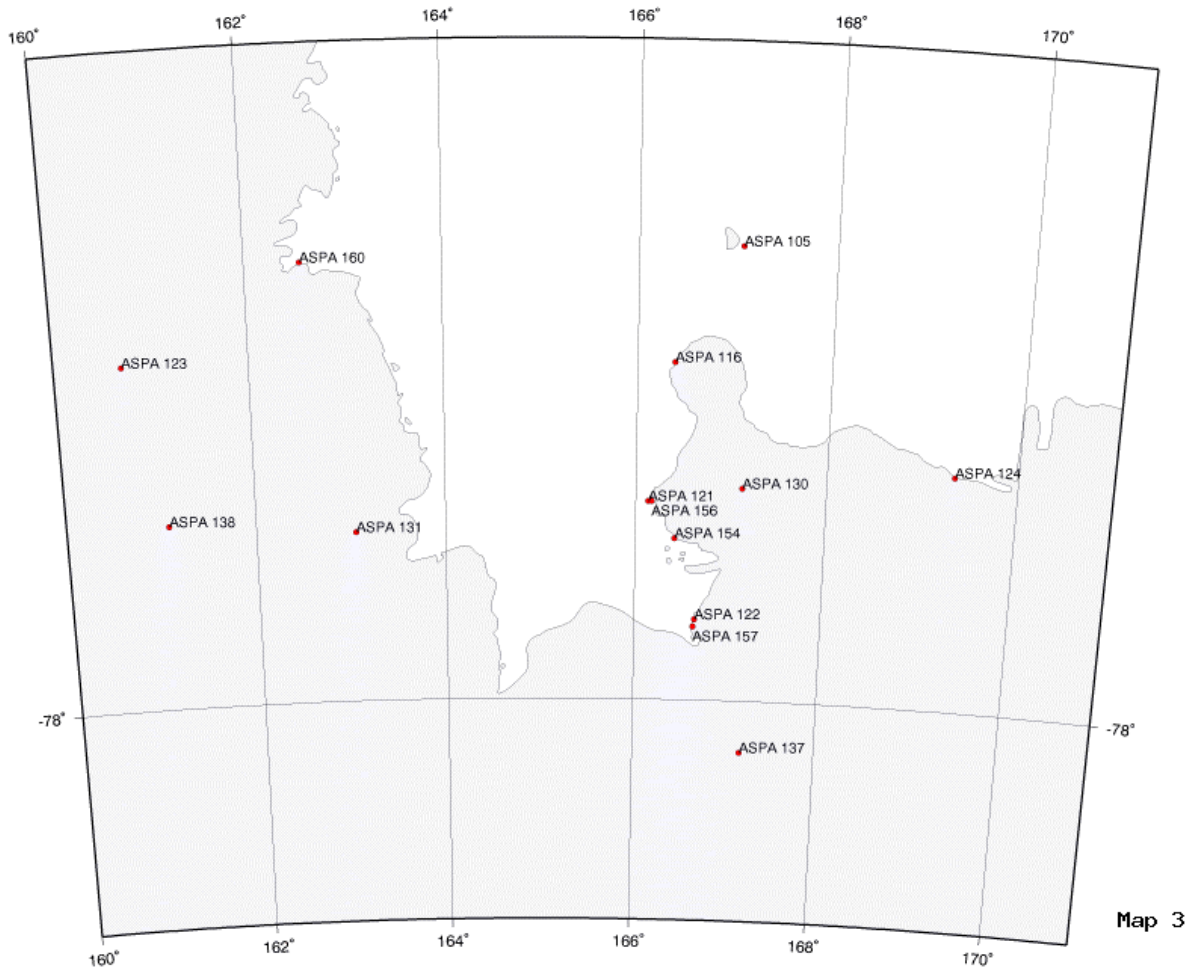 160°
162°
164°
166°
168°
170°
ASPA 105
ASPA 160
ASPA 116
ASPA 123
ASPA 124
ASPA 130
ASPA 121
ASPA 156
ASPA 138
ASPA 131
ASPA 154
ASPA 122
ASPA 157
-78°
-78°
ASPA 137
Map 3
160°
162°
164°
166°
168°
170°